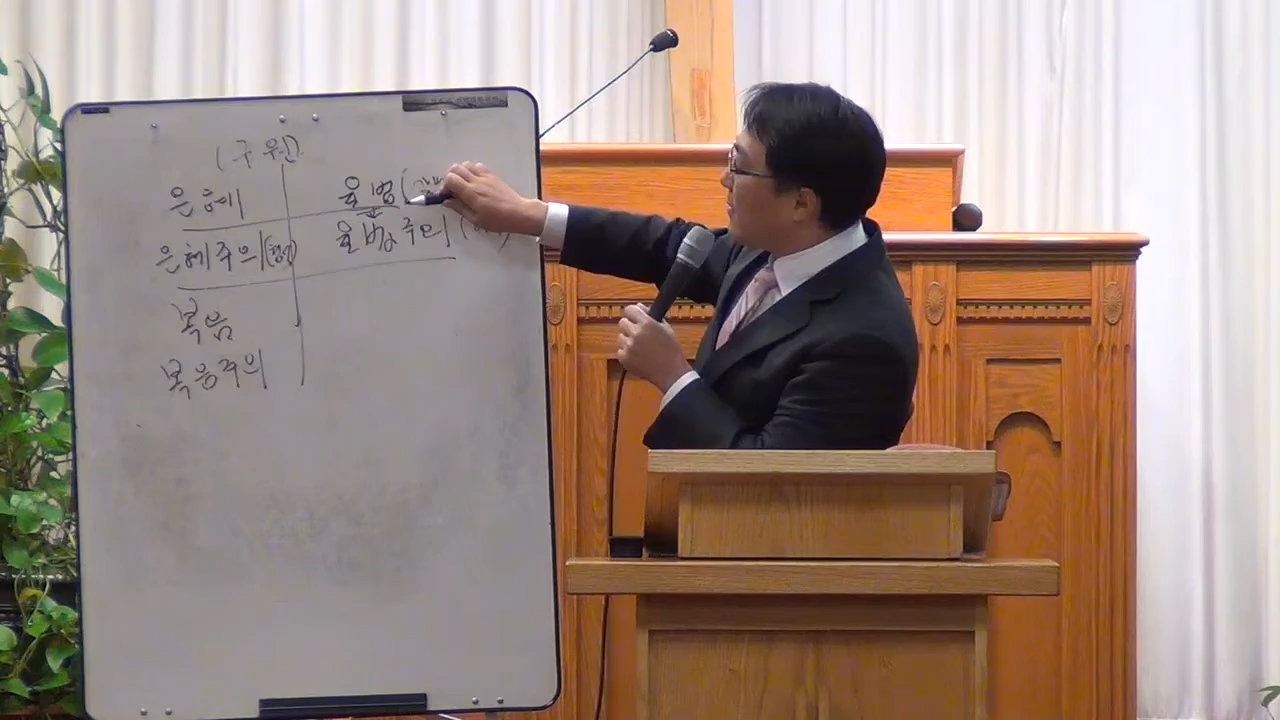 (구원)
은혜 율법
은혜주의 율법주의
복음
복음주의